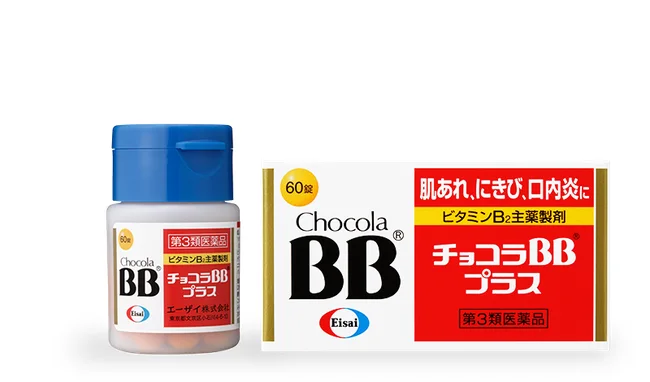 60錠
第3類医薬品
ビタミンB2主薬製剤
Chocola
BB®
チョコラBB
プラス
Eisai
エーザイ株式会社
60錠
Chocola
BB®
Eisai
肌あれ、にきび、口内炎に
ビタミンB2主薬製剤
チョコラBB®
プラス
第3類医薬品